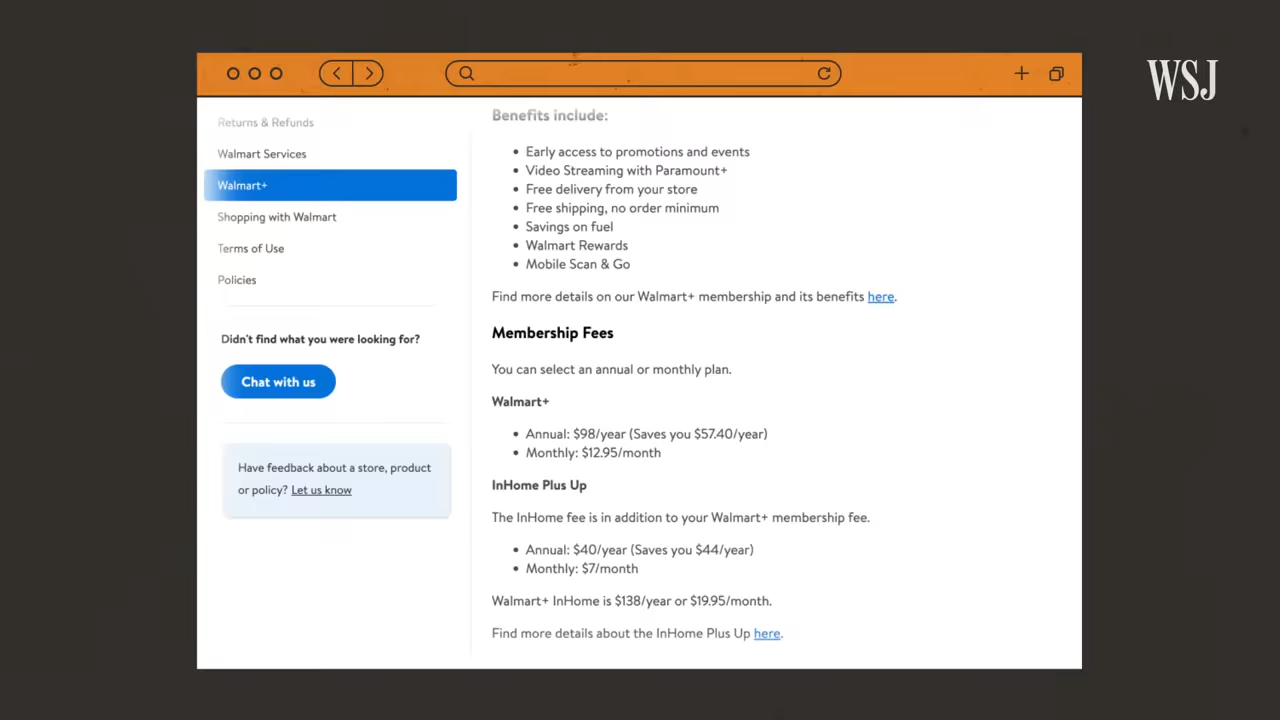 WSJ
Returns & Refunds
Walmart Services
Walmart+
Shopping with Walmart
Terms of Use
Policies
Didn't find what you were looking for?
Chat with us
Have feedback about a store, product
or policy? Let us know
Benefits include:
• Early access to promotions and events
• Video Streaming with Paramount+
• Free delivery from your store
• Free shipping, no order minimum
• Savings on fuel
• Walmart Rewards
• Mobile Scan & Go
Find more details on our Walmart+ membership and its benefits here.
Membership Fees
You can select an annual or monthly plan.
Walmart+
• Annual: $98/year (Saves you $57.40/year)
• Monthly: $12.95/month
InHome Plus Up
The InHome fee is in addition to your Walmart+ membership fee.
• Annual: $40/year (Saves you $44/year)
• Monthly: $7/month
Walmart+ InHome is $138/year or $19.95/month.
Find more details about the InHome Plus Up here.